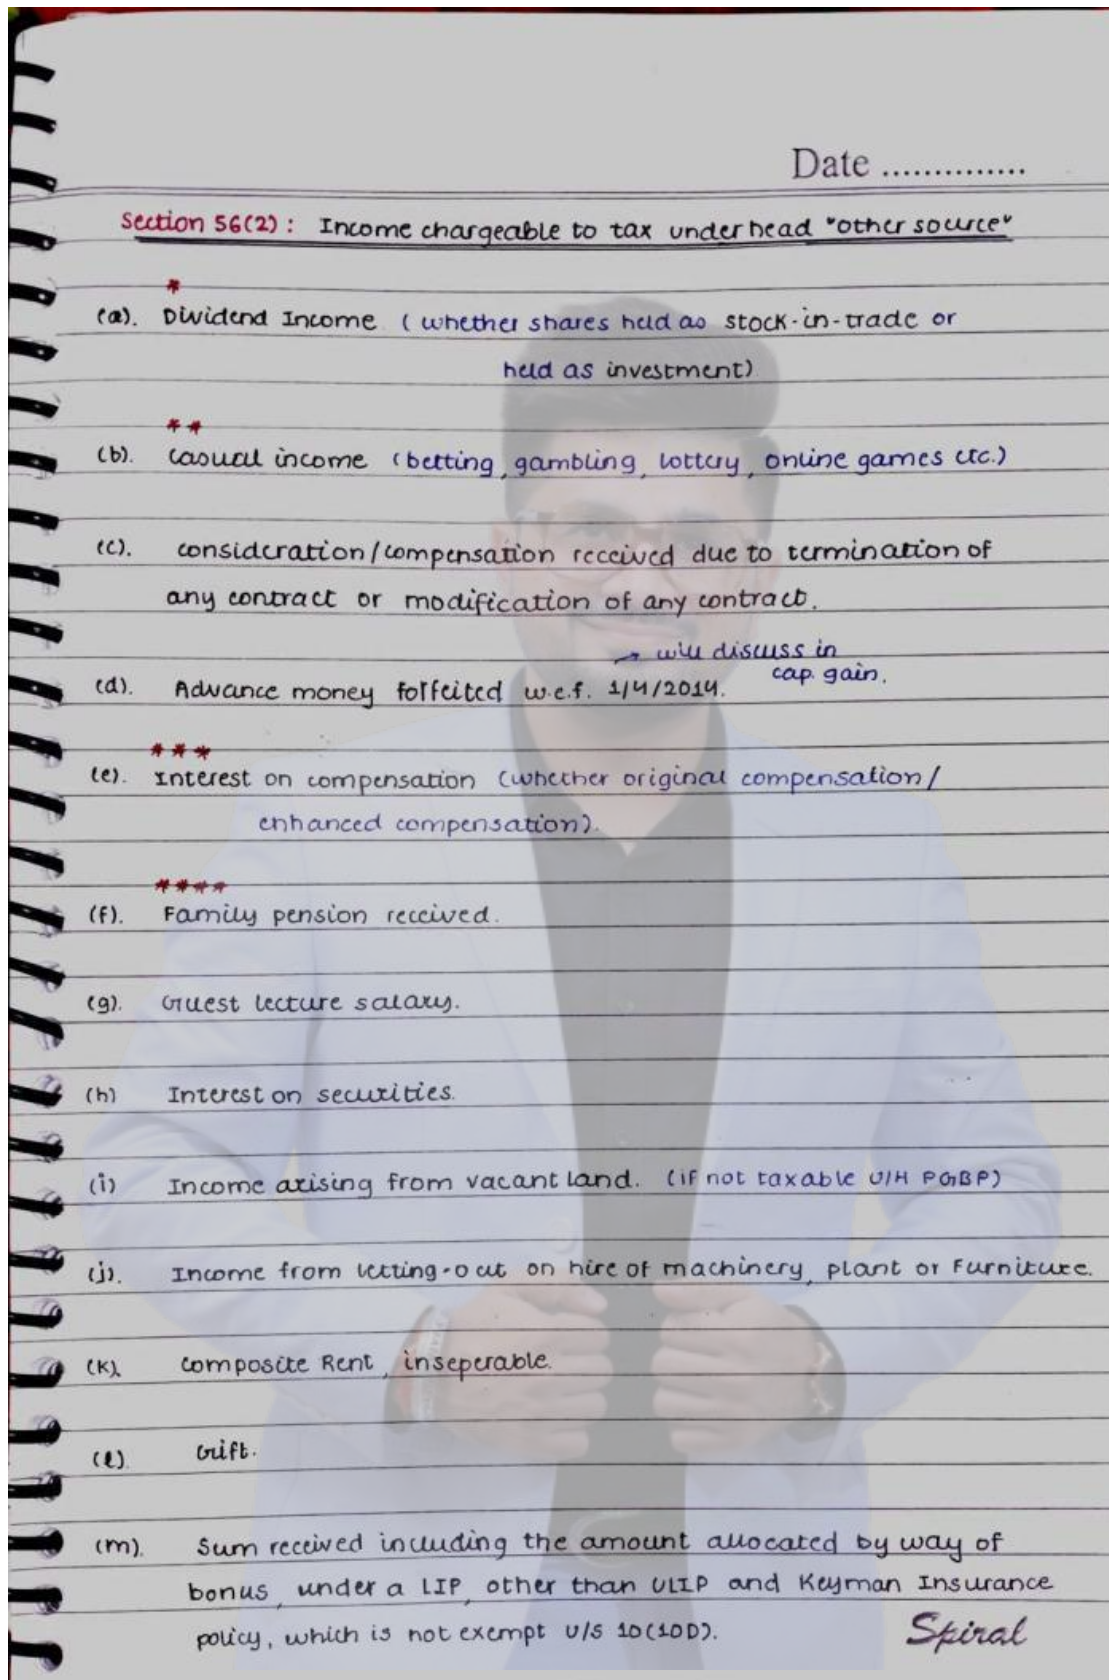 Date ..............
Section 56(2) : Income chargeable to tax under head "other source"
*
(a). Dividend Income (whether shares held as stock-in-trade or
held as investment)
**
(b). casual income (betting, gambling, lottery, online games etc.)
(c). consideration/compensation received due to termination of
any contract or modification of any contract.
→ will discuss in
cap. gain.
(d). Advance money forfeited w.e.f. 1/4/2014.
***
(e). Interest on compensation (whether original compensation/
enhanced compensation).
****
(f). Family pension received.
(g). Guest lecture salary.
(h) Interest on securities.
(i) Income arising from vacant land. (if not taxable U/H PGBP)
(j). Income from letting-out on hire of machinery, plant or Furniture.
(k). composite Rent, inseperable.
(l). Gift.
(m). Sum received including the amount allocated by way of
bonus, under a LIP, other than ULIP and Keyman Insurance
policy, which is not exempt U/s 10(10D).
Spiral